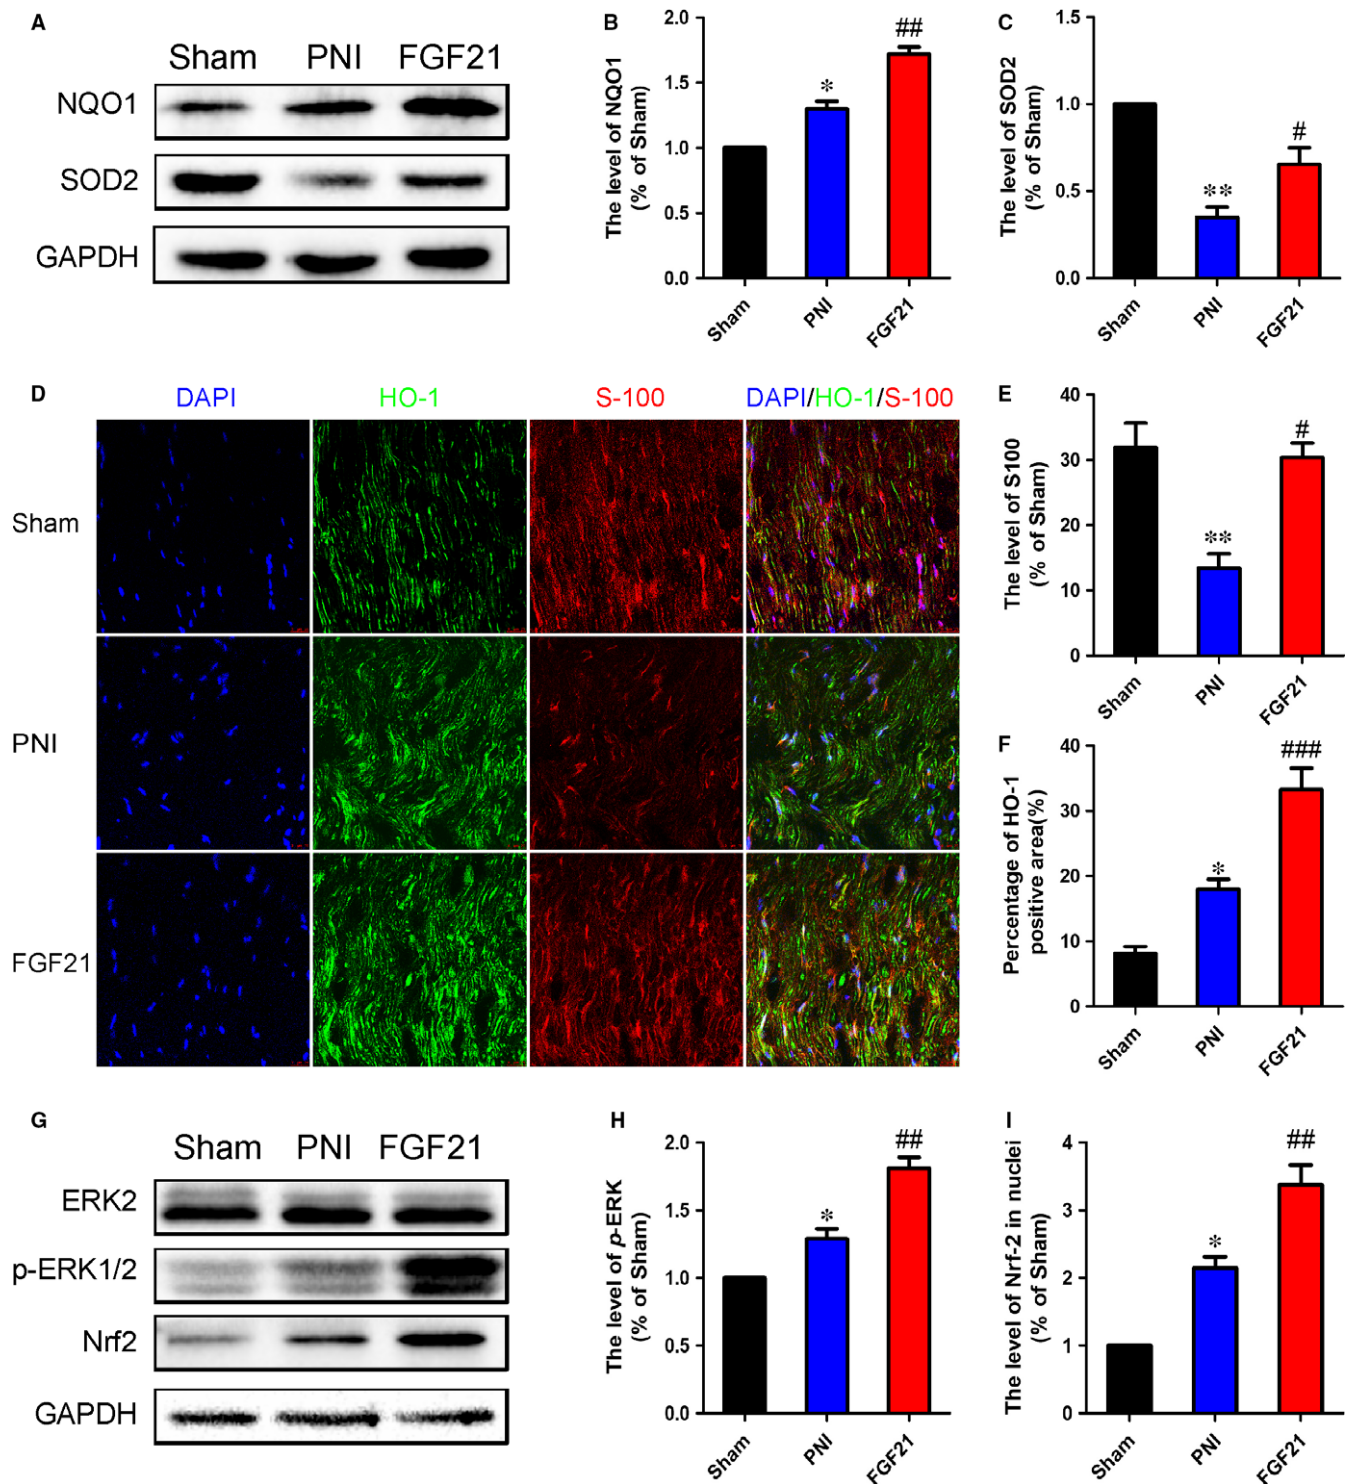 A
Sham PNI FGF21
NQO1
SOD2
GAPDH
B
The level of NQO1
(% of Sham)
2.0
1.5
1.0
0.5
0.0
*
##
Sham
PNI
FGF21
C
The level of SOD2
(% of Sham)
1.5
1.0
0.5
0.0
**
#
Sham
PNI
FGF21
D
DAPI HO-1 S-100 DAPI/HO-1/S-100
Sham
PNI
FGF21
E
The level of S100
(% of Sham)
40
30
20
10
0
**
#
Sham
PNI
FGF21
F
Percentage of HO-1
positive area(%)
40
30
20
10
0
*
###
Sham
PNI
FGF21
G
Sham PNI FGF21
ERK2
p-ERK1/2
Nrf2
GAPDH
H
The level of p-ERK
(% of Sham)
2.0
1.5
1.0
0.5
0.0
*
##
Sham
PNI
FGF21
I
The level of Nrf-2 in nuclei
(% of Sham)
4
3
2
1
0
*
##
Sham
PNI
FGF21